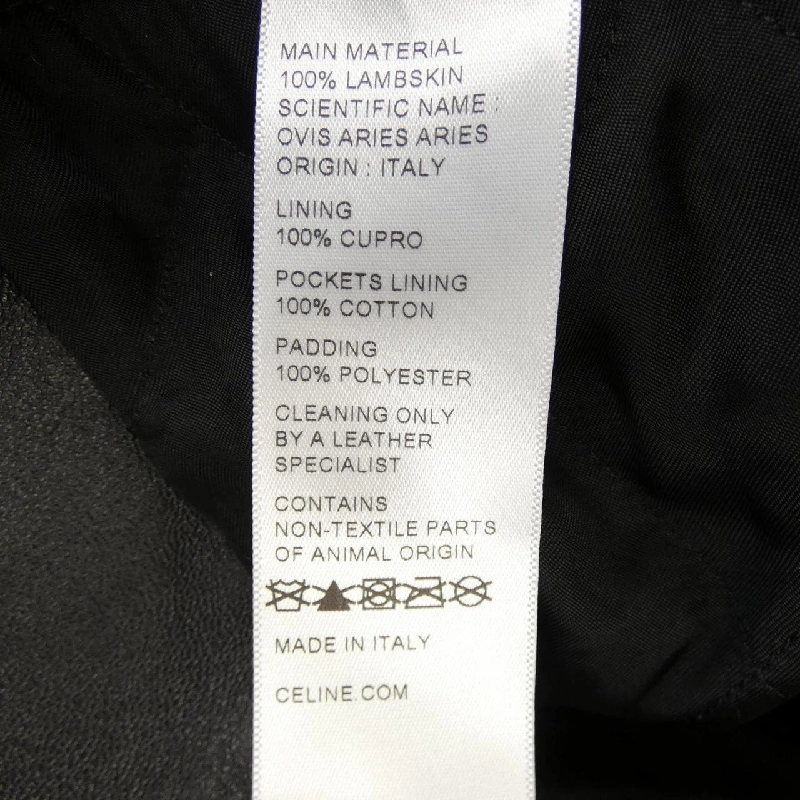 MAIN MATERIAL
100% LAMBSKIN
SCIENTIFIC NAME :
OVIS ARIES ARIES
ORIGIN : ITALY
LINING
100% CUPRO
POCKETS LINING
100% COTTON
PADDING
100% POLYESTER
CLEANING ONLY
BY A LEATHER
SPECIALIST
CONTAINS
NON-TEXTILE PARTS
OF ANIMAL ORIGIN
MADE IN ITALY
CELINE.COM